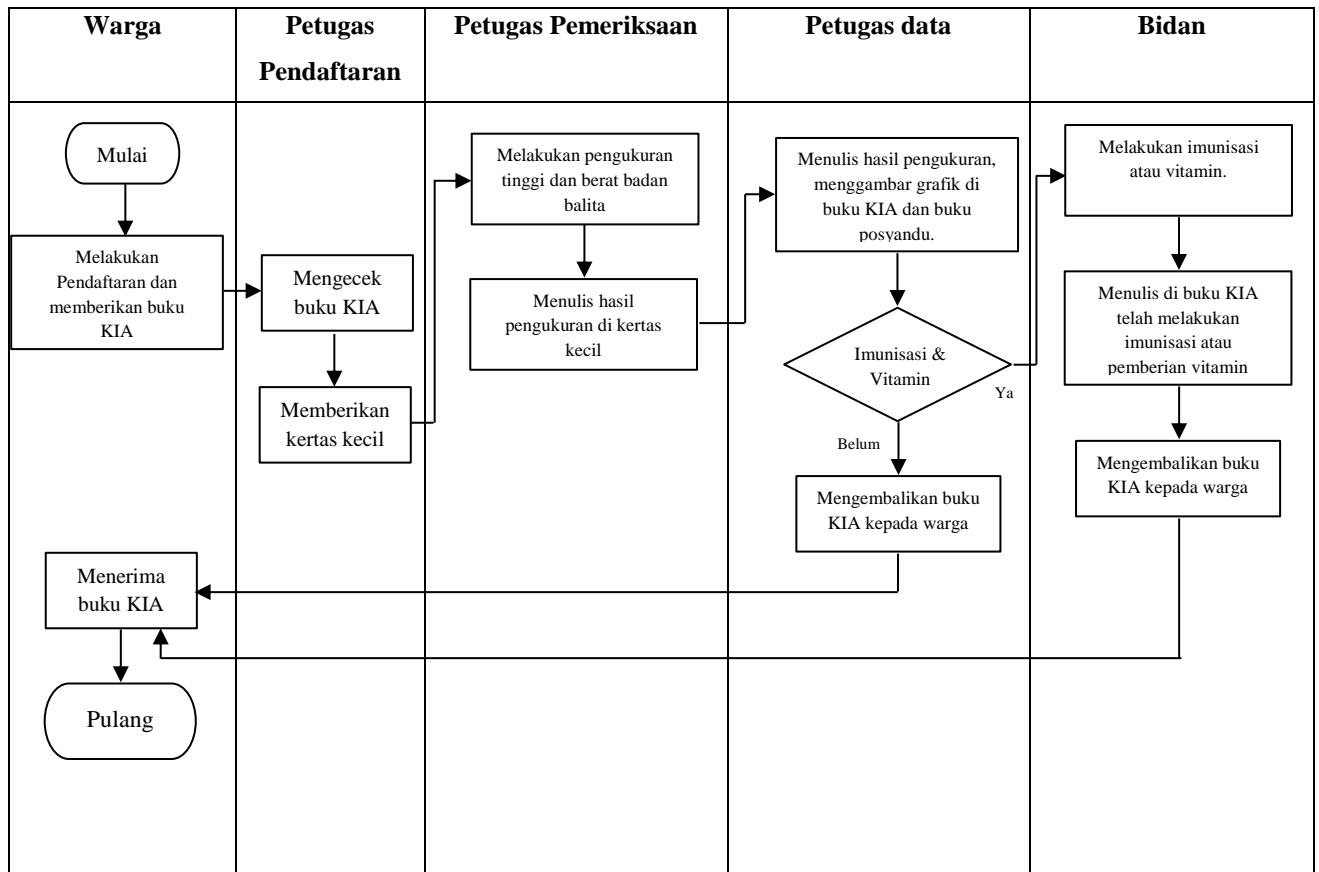 Warga
Petugas
Pendaftaran
Petugas Pemeriksaan
Petugas data
Bidan
Mulai
Melakukan
Pendaftaran dan
memberikan buku
KIA
Mengecek
buku KIA
Memberikan
kertas kecil
Melakukan pengukuran
tinggi dan berat badan
balita
Menulis hasil
pengukuran di kertas
kecil
Menulis hasil pengukuran,
menggambar grafik di
buku KIA dan buku
posyandu.
Imunisasi &
Vitamin
Ya
Belum
Mengembalikan buku
KIA kepada warga
Melakukan imunisasi
atau vitamin.
Menulis di buku KIA
telah melakukan
imunisasi atau
pemberian vitamin
Mengembalikan buku
KIA kepada warga
Menerima
buku KIA
Pulang